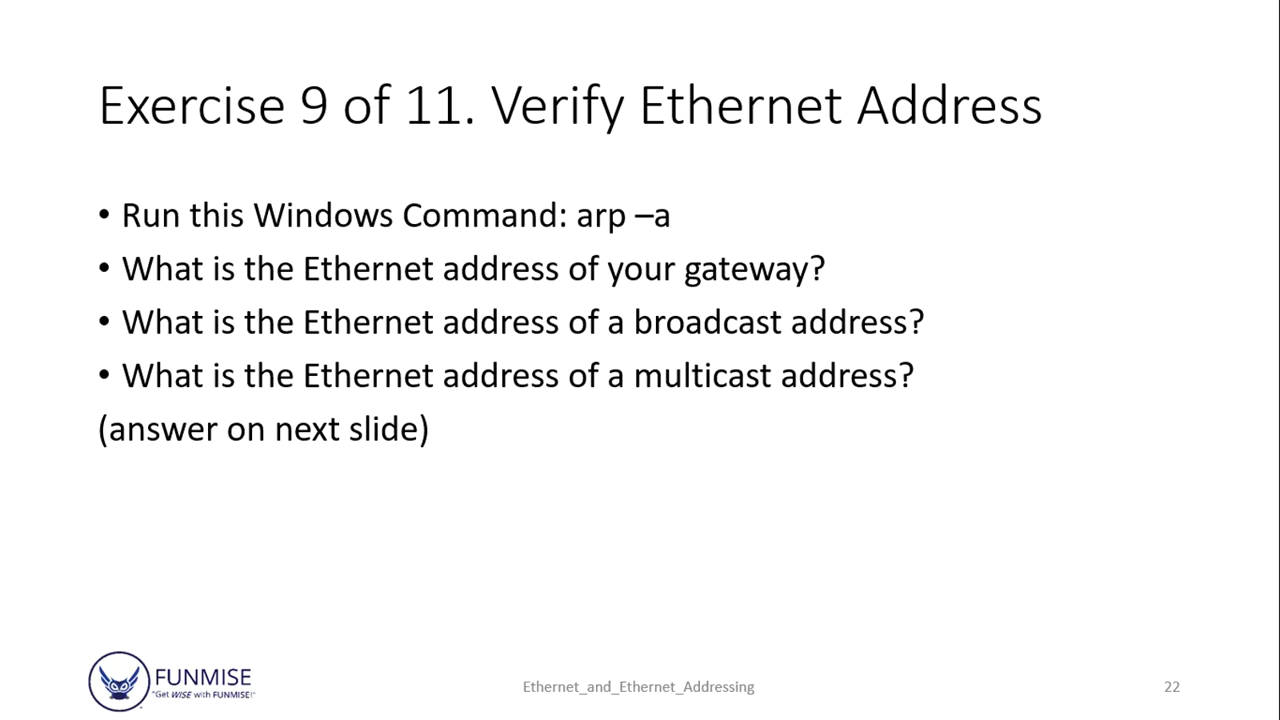 Exercise 9 of 11. Verify Ethernet Address
• Run this Windows Command: arp –a
• What is the Ethernet address of your gateway?
• What is the Ethernet address of a broadcast address?
• What is the Ethernet address of a multicast address?
(answer on next slide)
FUNMISE
"Get WISE with FUNMISE!"
Ethernet_and_Ethernet_Addressing
22